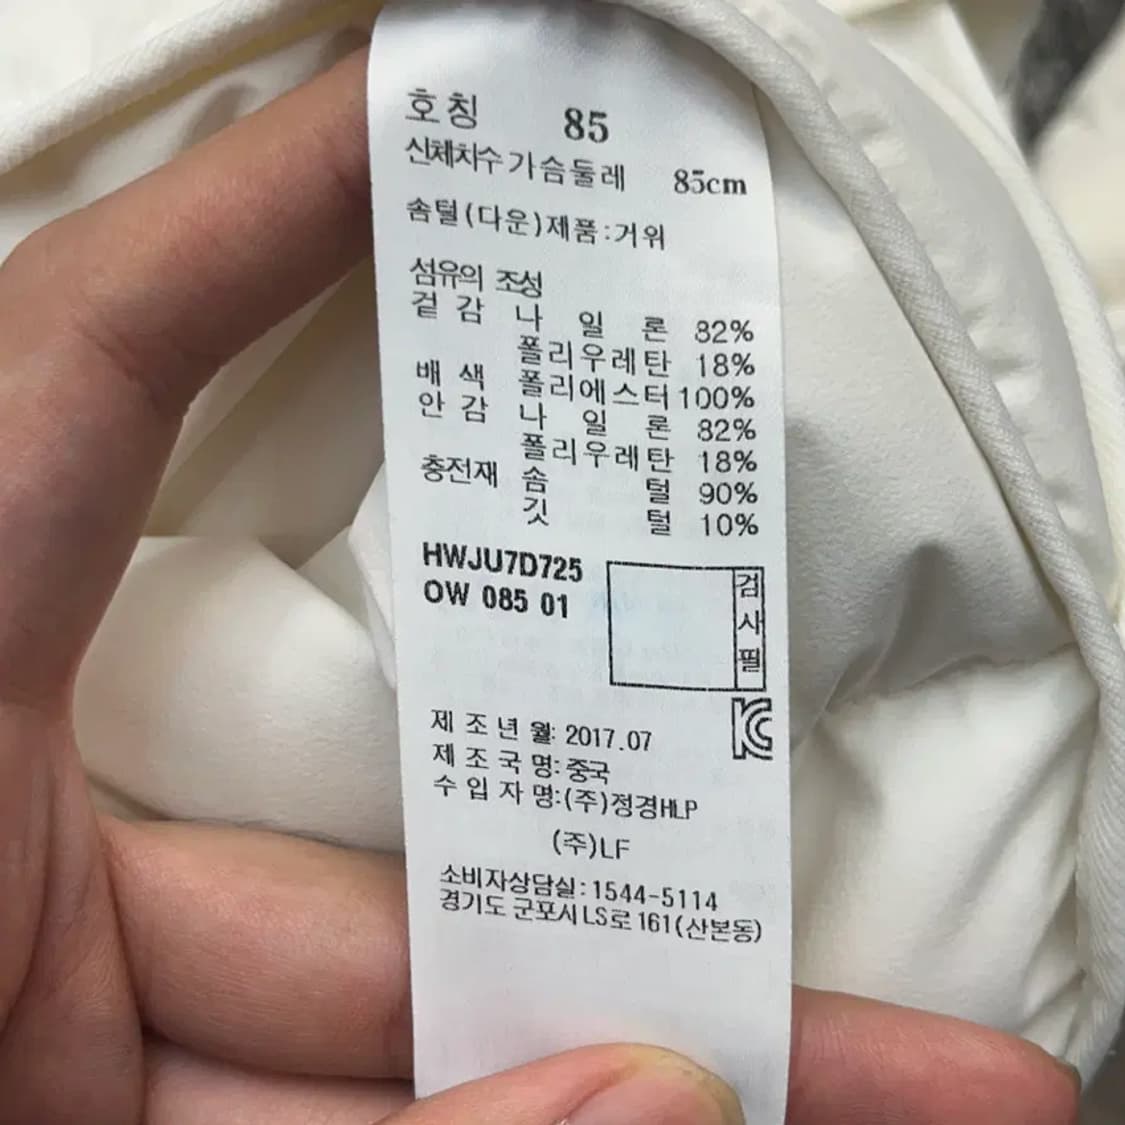 호칭 85
신체치수 가슴둘레 85cm
솜털(다운)제품:거위
섬유의 조성
겉감 나일론 82%
폴리우레탄 18%
배색 폴리에스터 100%
안감 나일론 82%
폴리우레탄 18%
충전재 솜털 90%
깃털 10%
HWJU7D725
OW 085 01
검사필
제조년월: 2017.07
제조국명: 중국
수입자명:(주)정경HLP
(주)LF
소비자상담실:1544-5114
경기도 군포시 LS로 161(산본동)